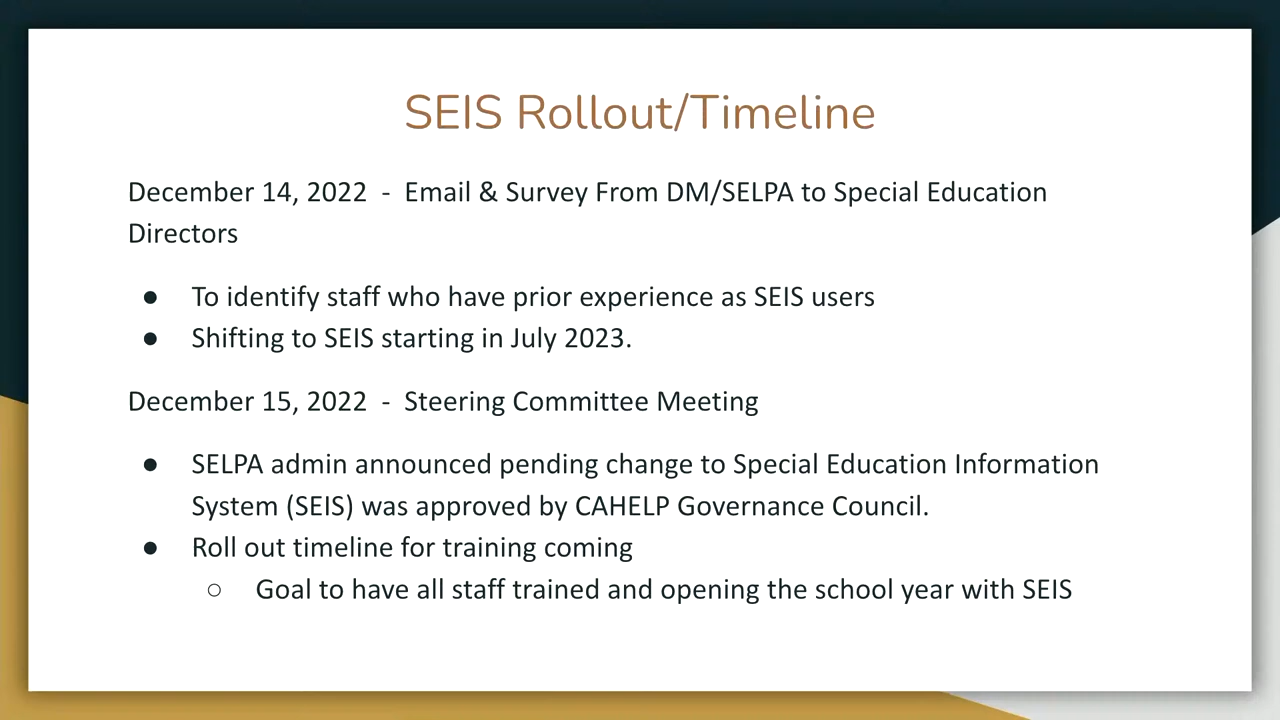 SEIS Rollout/Timeline
December 14, 2022  -  Email & Survey From DM/SELPA to Special Education
Directors
● To identify staff who have prior experience as SEIS users
● Shifting to SEIS starting in July 2023.
December 15, 2022  -  Steering Committee Meeting
● SELPA admin announced pending change to Special Education Information
System (SEIS) was approved by CAHELP Governance Council.
● Roll out timeline for training coming
○ Goal to have all staff trained and opening the school year with SEIS